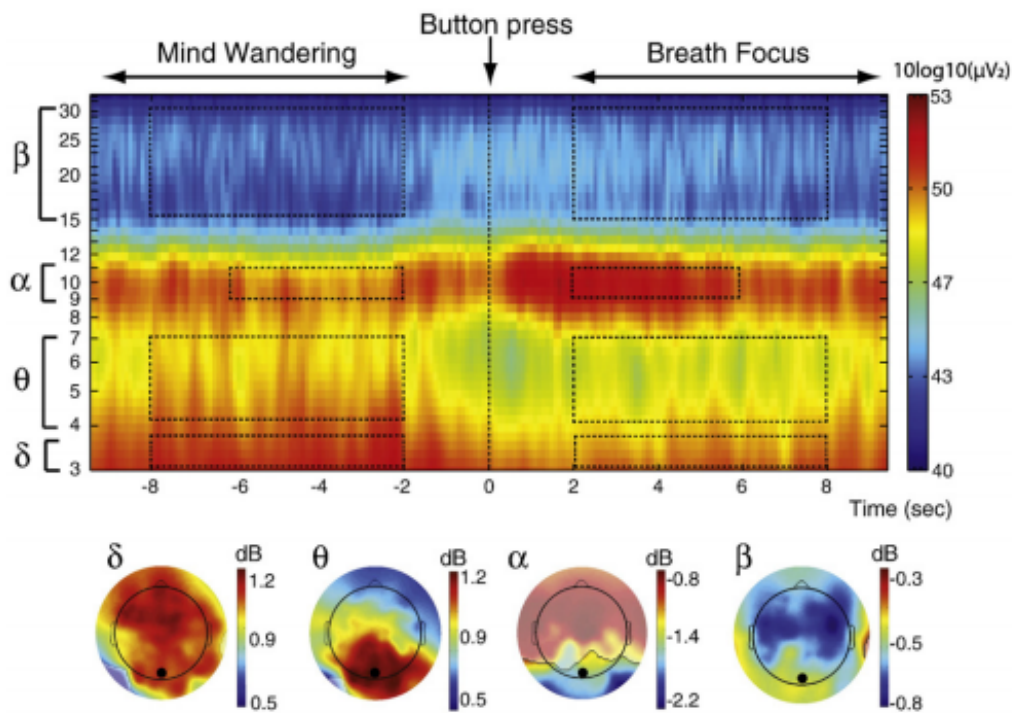 Button press
Mind Wandering
Breath Focus
10log10(μV₂)
β
30
25
20
15
α
12
10
9
8
θ
7
6
5
4
δ
3
53
50
47
43
40
-8 -6 -4 -2 0 2 4 6 8
Time (sec)
δ dB 1.2 0.9 0.5
θ dB 1.2 0.9 0.5
α dB -0.8 -1.4 -2.2
β dB -0.3 -0.5 -0.8